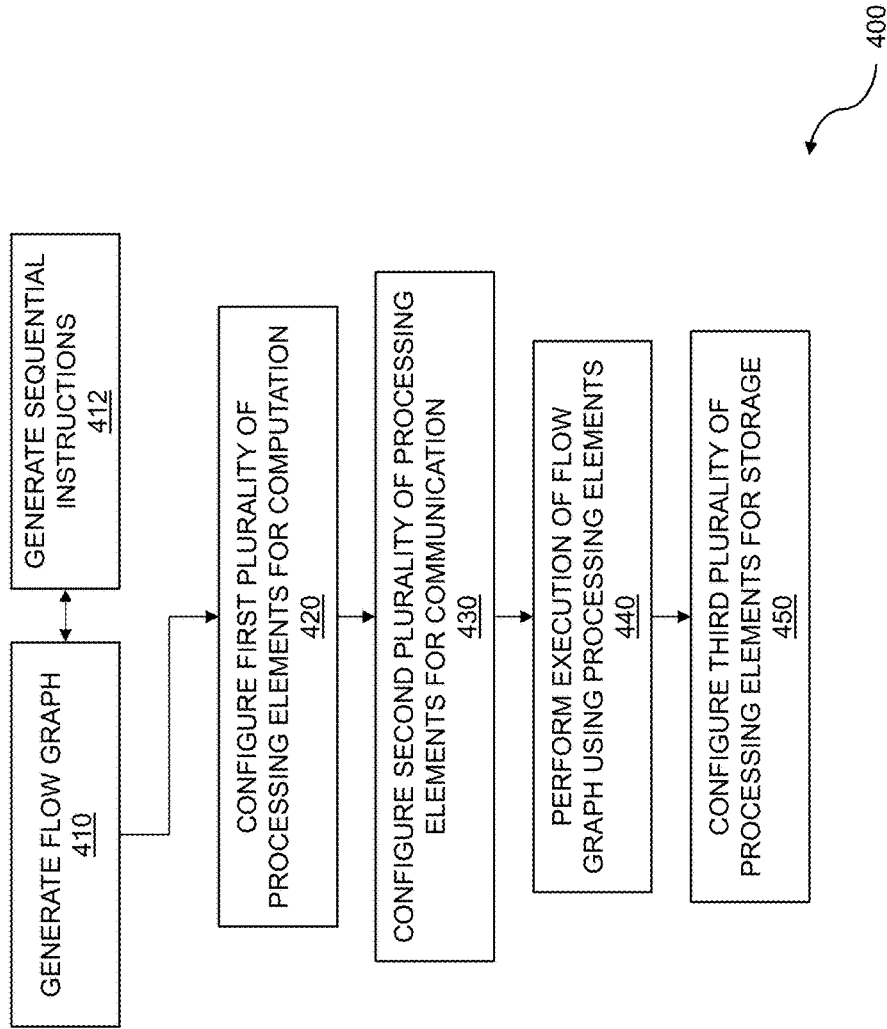 GENERATE FLOW GRAPH
410
GENERATE SEQUENTIAL
INSTRUCTIONS
412
CONFIGURE FIRST PLURALITY OF
PROCESSING ELEMENTS FOR COMPUTATION
420
CONFIGURE SECOND PLURALITY OF PROCESSING
ELEMENTS FOR COMMUNICATION
430
PERFORM EXECUTION OF FLOW
GRAPH USING PROCESSING ELEMENTS
440
CONFIGURE THIRD PLURALITY OF
PROCESSING ELEMENTS FOR STORAGE
450
400